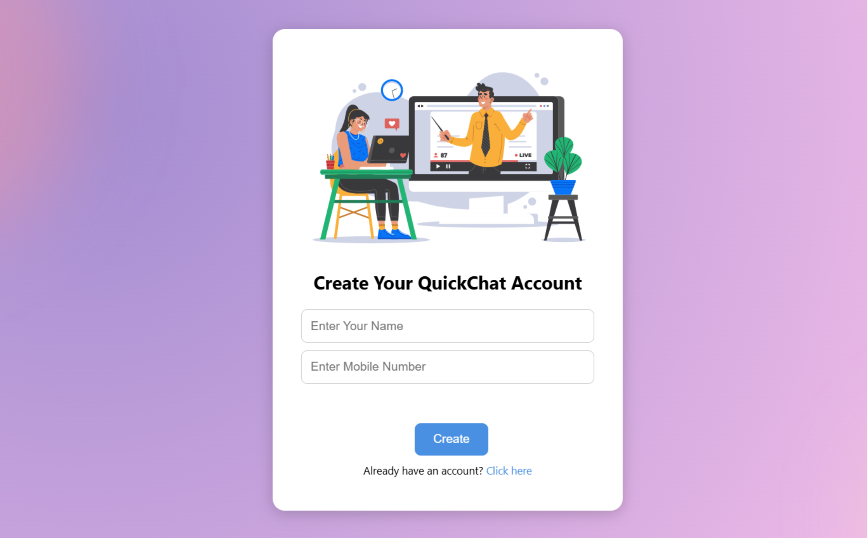 87
LIVE
Create Your QuickChat Account
Enter Your Name
Enter Mobile Number
Create
Already have an account? Click here